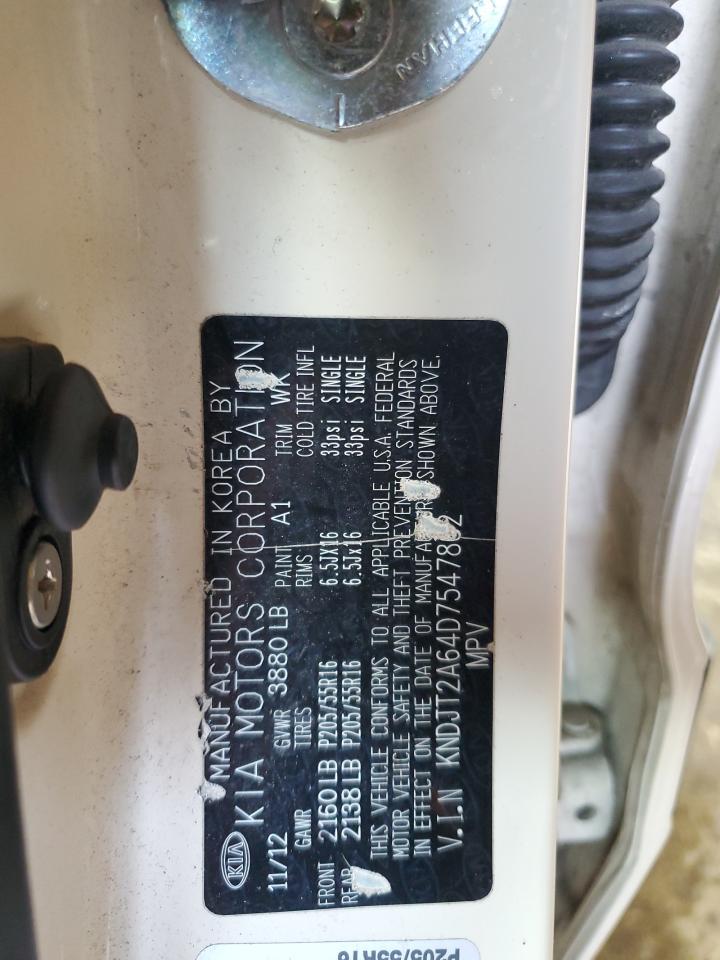 MANUFACTURED IN KOREA BY
KIA KIA MOTORS CORPORATION
11/12 GVWR 3880 LB PAINT A1 TRIM WK
GAWR TIRES RIMS COLD TIRE INFL
FRONT 2160 LB P205/55R16 6.5JX16 33psi SINGLE
REAR 2138 LB P205/55R16 6.5Jx16 33psi SINGLE
THIS VEHICLE CONFORMS TO ALL APPLICABLE U.S.A. FEDERAL
MOTOR VEHICLE SAFETY AND THEFT PREVENTION STANDARDS
IN EFFECT ON THE DATE OF MANUFACTURE SHOWN ABOVE.
V.I.N
MPV
P205/55R16